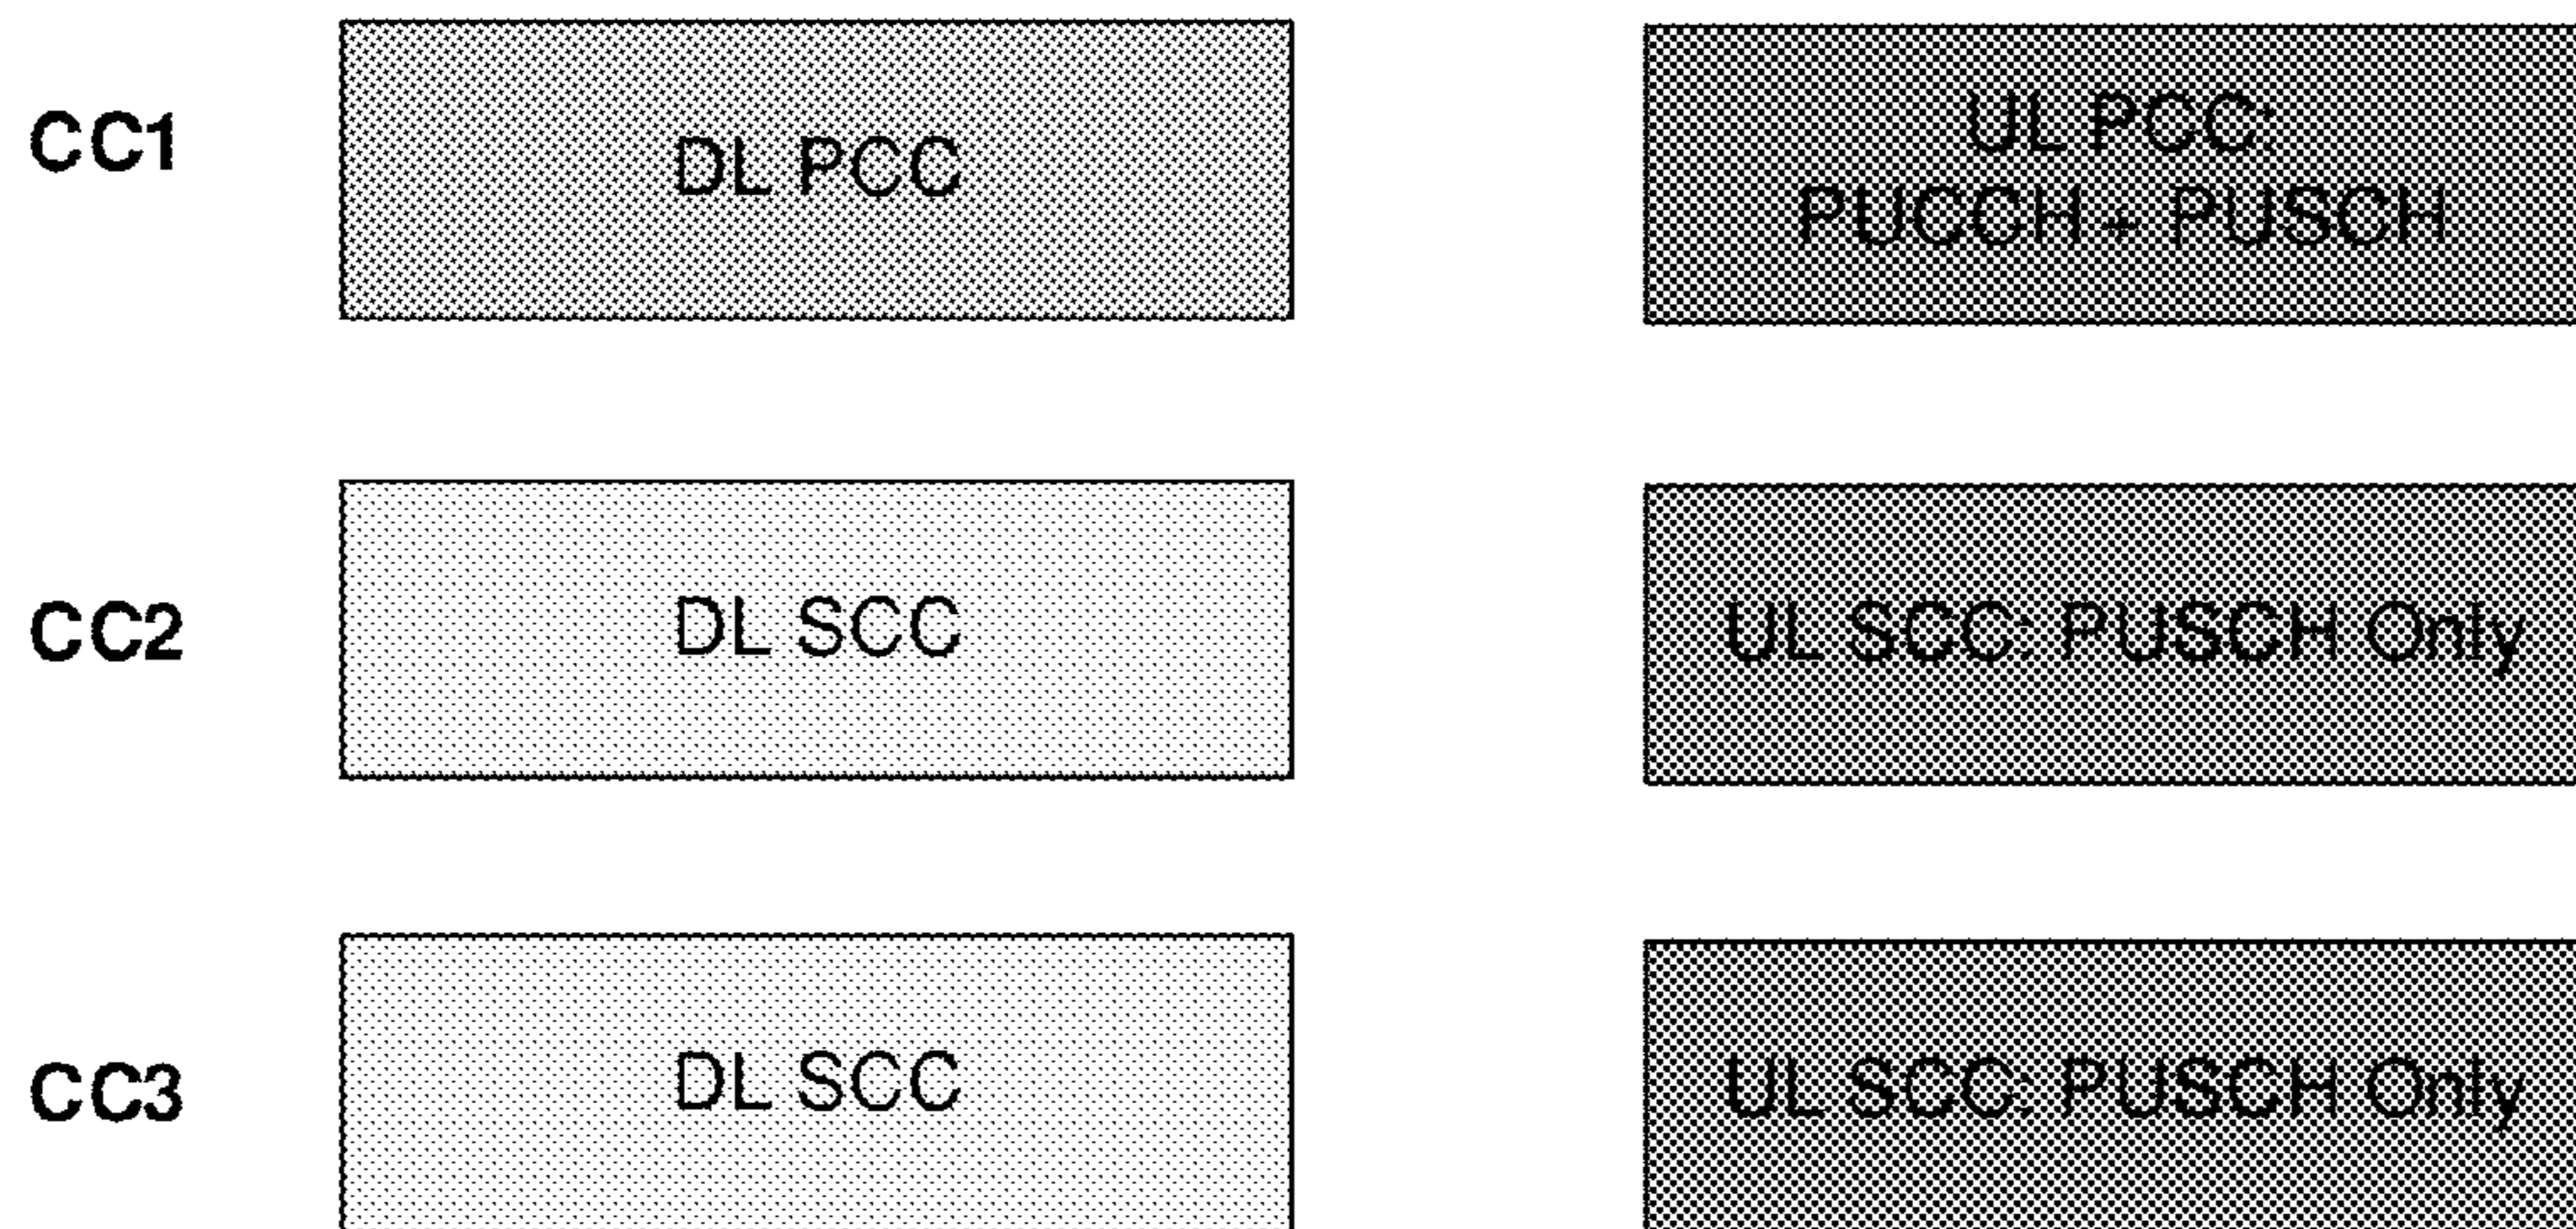 CC1
DL PCC
UL PCC:
PUCCH + PUSCH
CC2
DL SCC
UL SCC: PUSCH Only
CC3
DL SCC
UL SCC: PUSCH Only